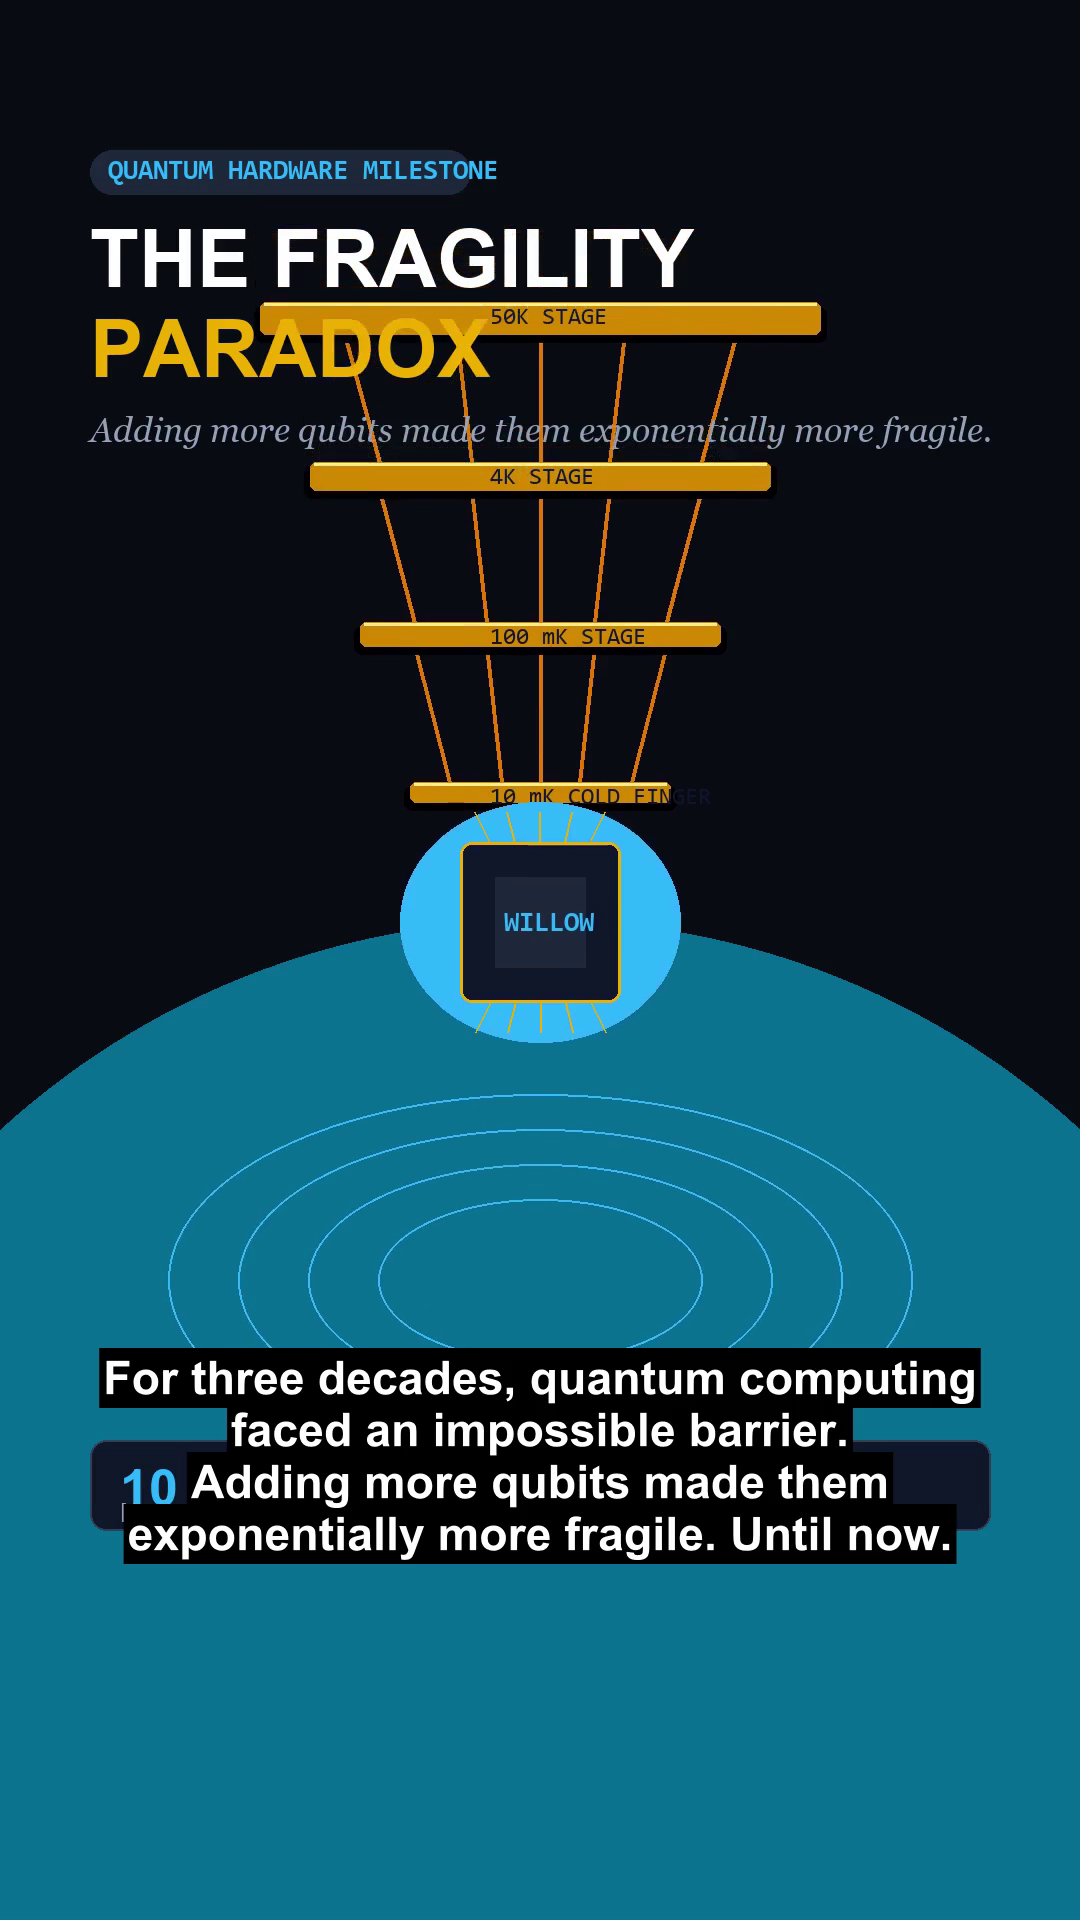 QUANTUM HARDWARE MILESTONE
THE FRAGILITY
50K STAGE
PARADOX
Adding more qubits made them exponentially more fragile.
4K STAGE
100 mK STAGE
10 mK COLD FINGER
WILLOW
For three decades, quantum computing
faced an impossible barrier.
10
Adding more qubits made them
exponentially more fragile. Until now.